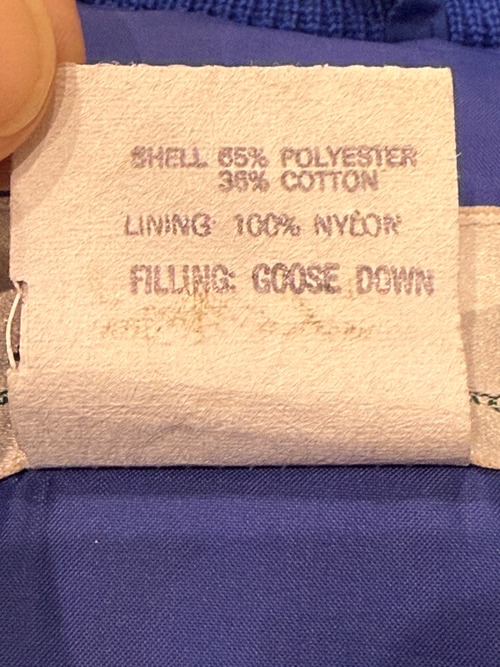 SHELL 65% POLYESTER
35% COTTON
LINING: 100% NYLON
FILLING: GOOSE DOWN